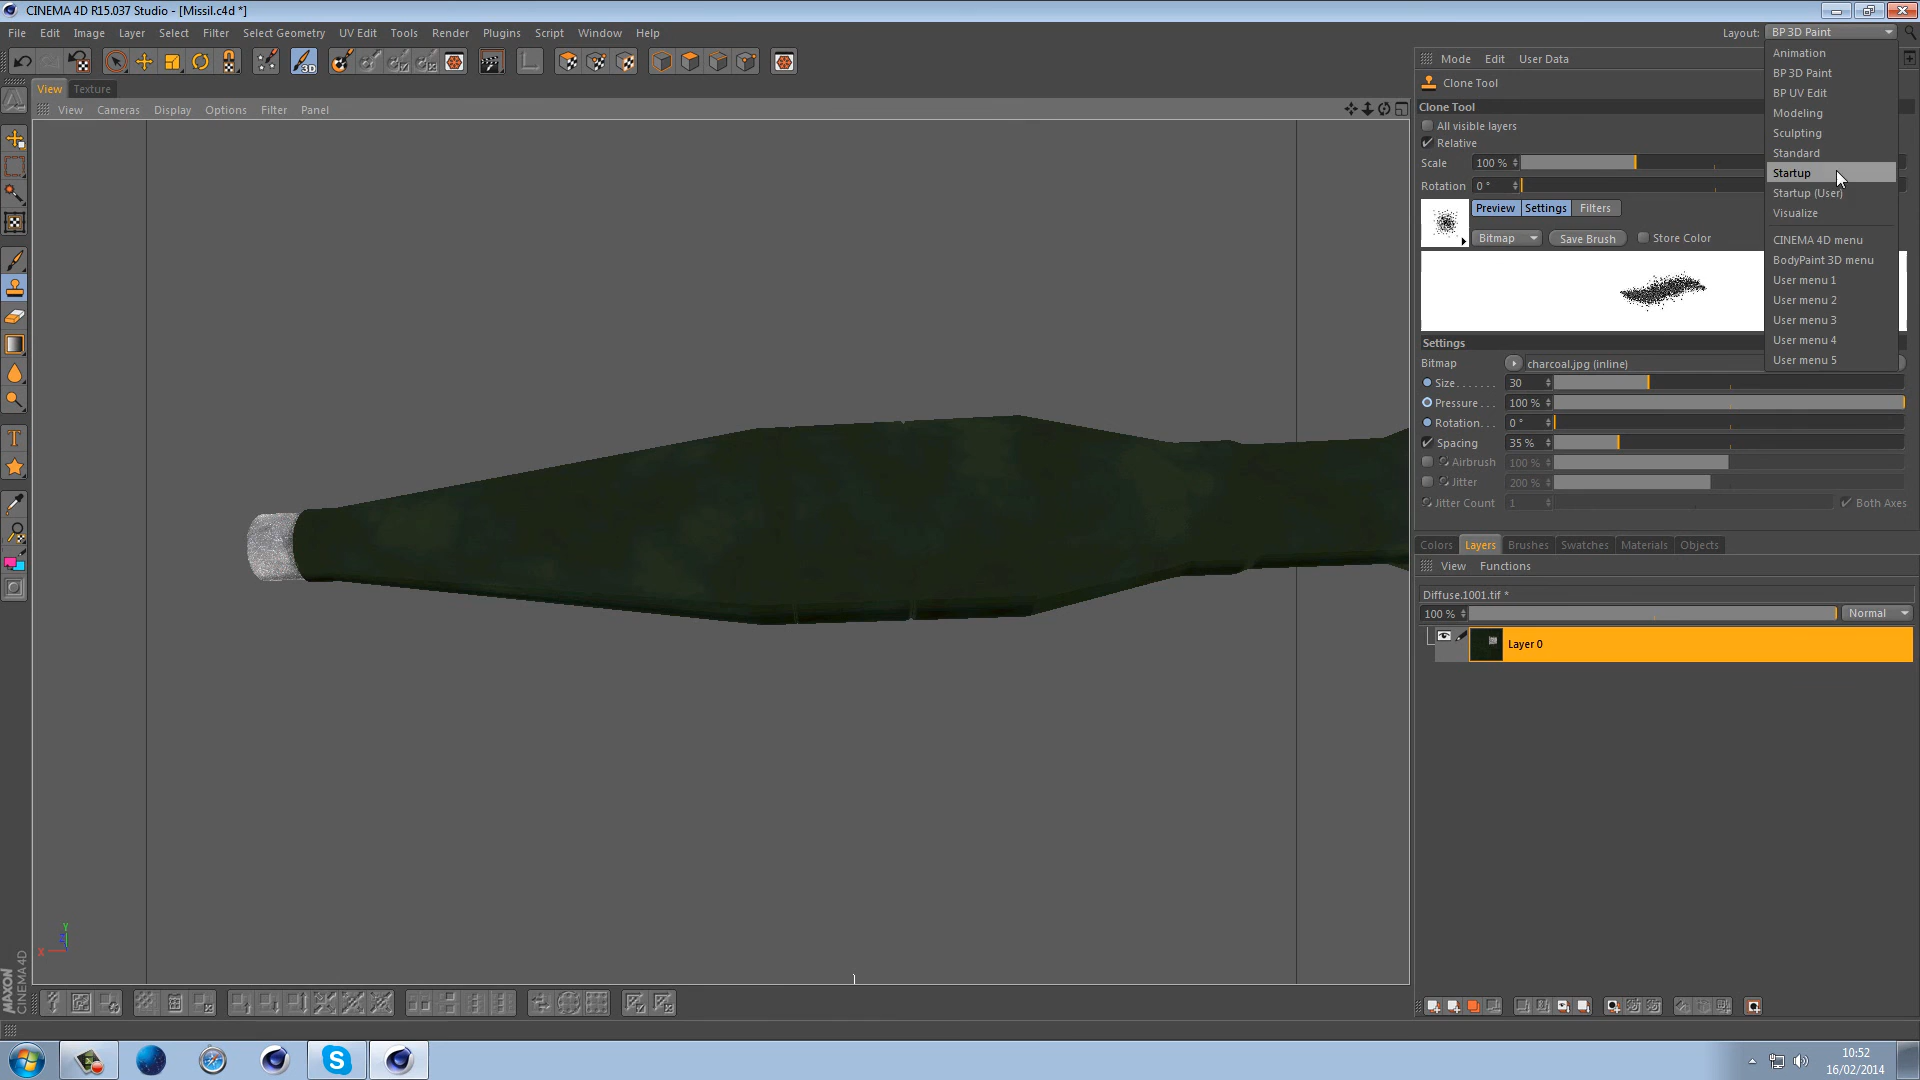 CINEMA 4D R15.037 Studio - [Missil.c4d *]
File Edit Image Layer Select Filter Select Geometry UV Edit Tools Render Plugins Script Window Help
Layout: BP 3D Paint
View Texture
View Cameras Display Options Filter Panel
Mode Edit User Data
Clone Tool
Clone Tool
All visible layers
Relative
Scale 100 %
Rotation 0 °
Preview Settings Filters
Bitmap Save Brush Store Color
Settings
Bitmap charcoal.jpg (inline)
Size....... 30
Pressure... 100 %
Rotation.. 0 °
Spacing 35 %
Airbrush 100 %
Jitter 200 %
Jitter Count 1 Both Axes
Animation
BP 3D Paint
BP UV Edit
Modeling
Sculpting
Standard
Startup
Startup (User)
Visualize
CINEMA 4D menu
BodyPaint 3D menu
User menu 1
User menu 2
User menu 3
User menu 4
User menu 5
Colors Layers Brushes Swatches Materials Objects
View Functions
Diffuse.1001.tif *
100 % Normal
Layer 0
3D
Y
X
MAXON
CINEMA 4D
10:52
16/02/2014